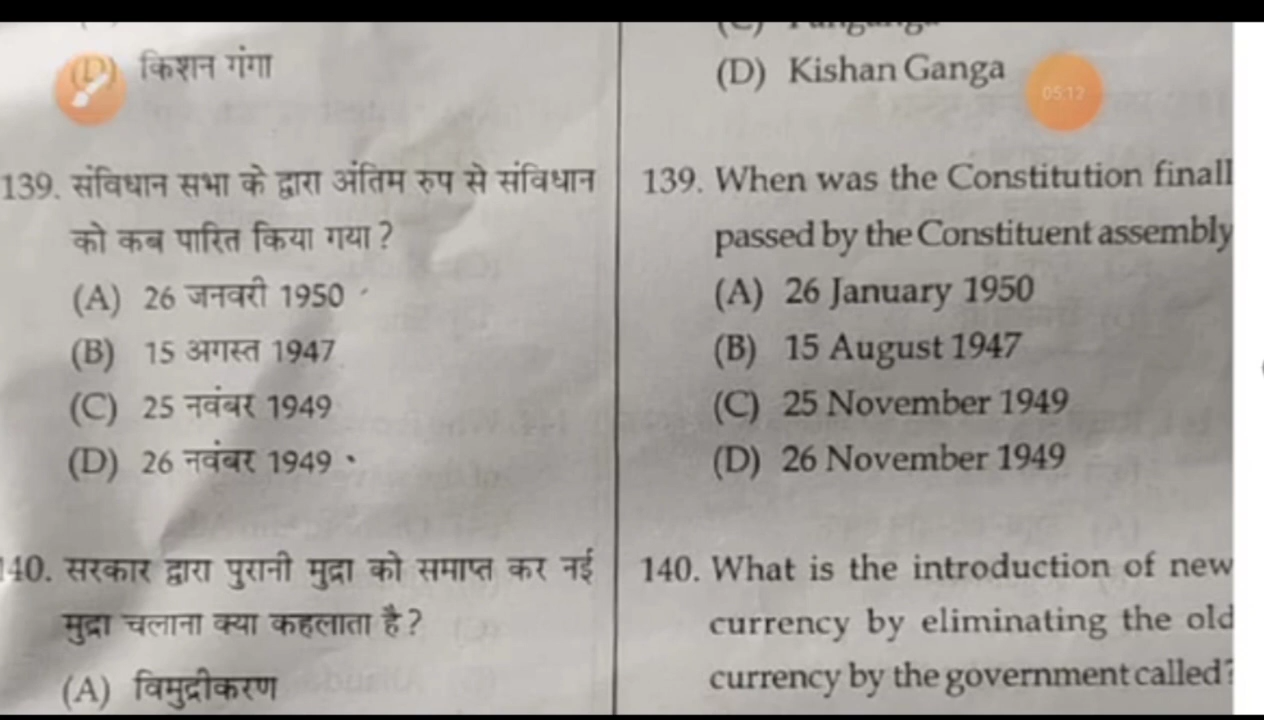 (D) किशन गंगा
139. संविधान सभा के द्वारा अंतिम रुप से संविधान
को कब पारित किया गया ?
(A) 26 जनवरी 1950
(B) 15 अगस्त 1947
(C) 25 नवंबर 1949
(D) 26 नवंबर 1949
140. सरकार द्वारा पुरानी मुद्रा को समाप्त कर नई
मुद्रा चलाना क्या कहलाता है ?
(A) विमुद्रीकरण
(D) Kishan Ganga
05:12
139. When was the Constitution finall
passed by the Constituent assembly
(A) 26 January 1950
(B) 15 August 1947
(C) 25 November 1949
(D) 26 November 1949
140. What is the introduction of new
currency by eliminating the old
currency by the government called?